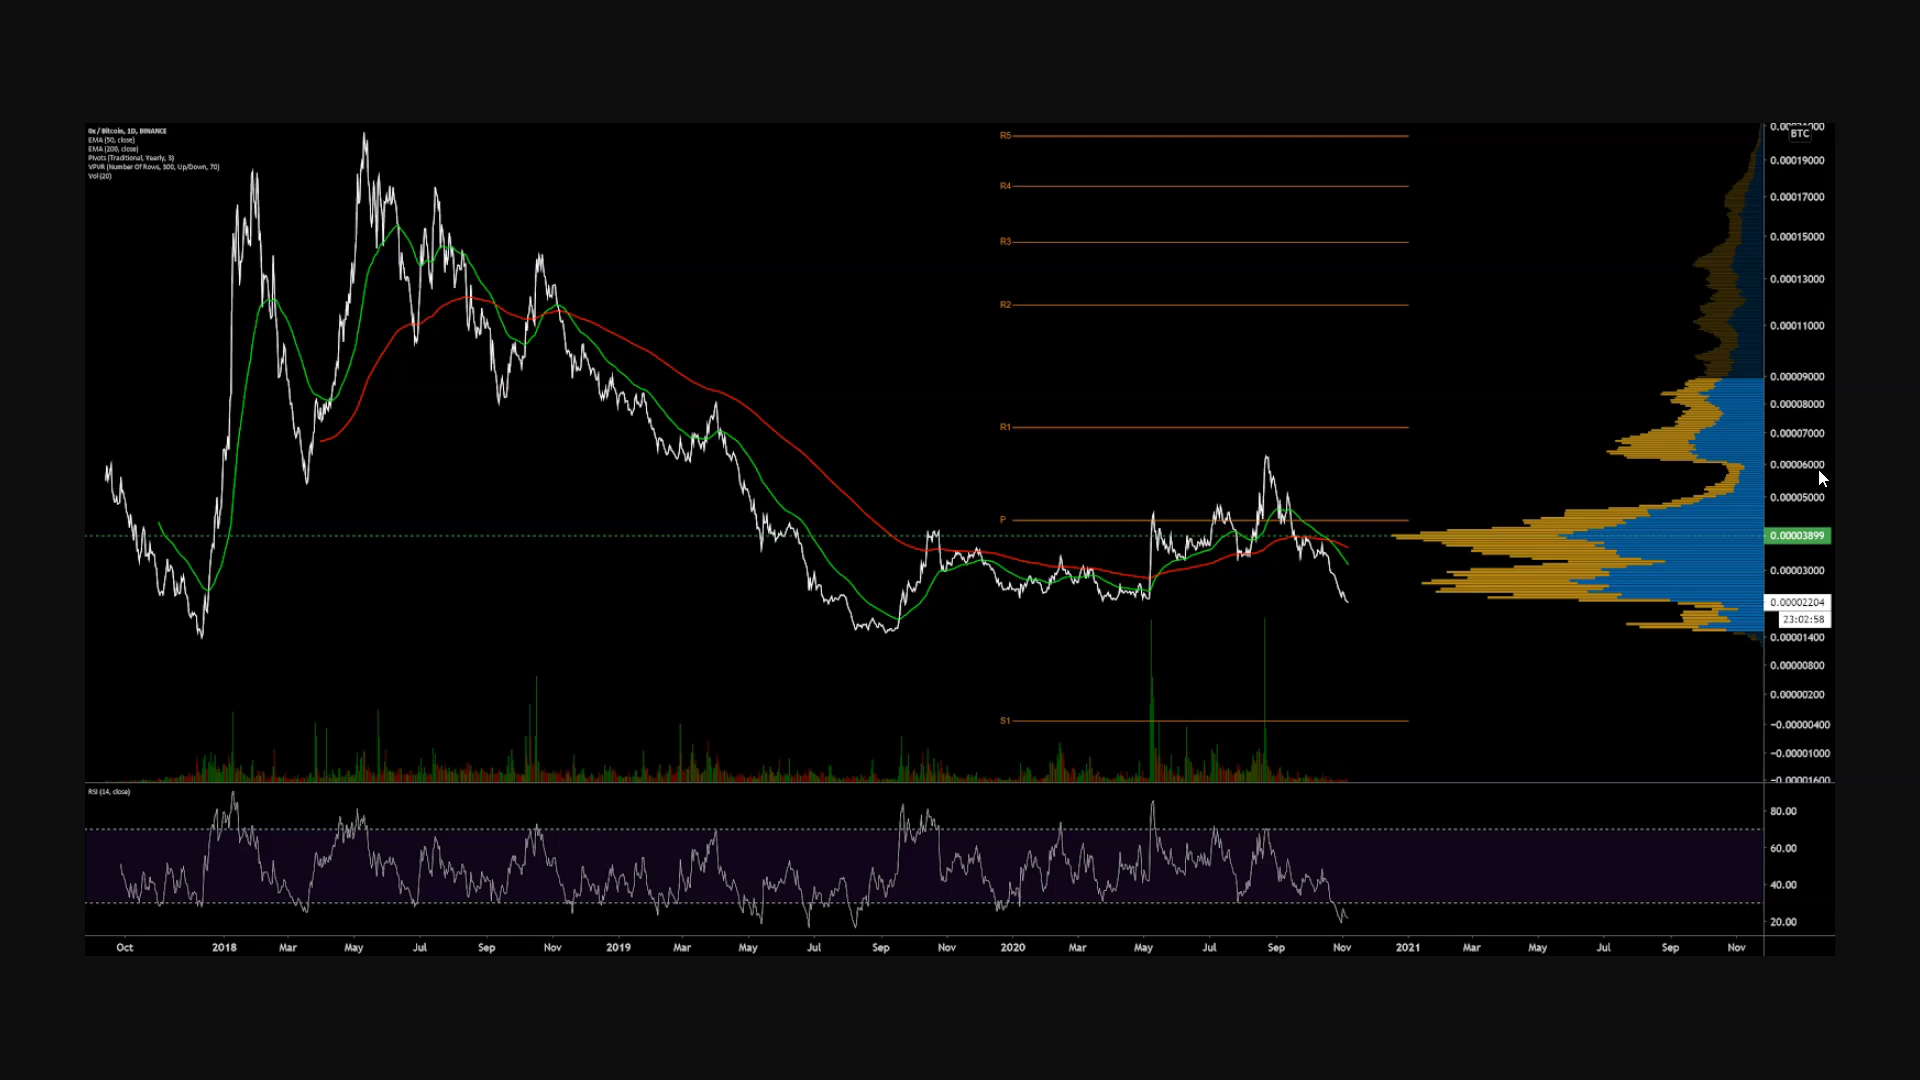 0x / Bitcoin, 1D, BINANCE
EMA (50, close)
EMA (200, close)
Pivots (Traditional, Yearly, 3)
VPVR (Number Of Rows, 300, Up/Down, 70)
Vol (20)
R5
R4
R3
R2
R1
P
S1
BTC
0.00019000
0.00017000
0.00015000
0.00013000
0.00011000
0.00009000
0.00008000
0.00007000
0.00006000
0.00005000
0.00003899
0.00003000
0.00002204
23:02:58
0.00001400
0.00000800
0.00000200
−0.00000400
−0.00001000
−0.00001600
RSI (14, close)
80.00
60.00
40.00
20.00
Oct 2018 Mar May Jul Sep Nov 2019 Mar May Jul Sep Nov 2020 Mar May Jul Sep Nov 2021 Mar May Jul Sep Nov